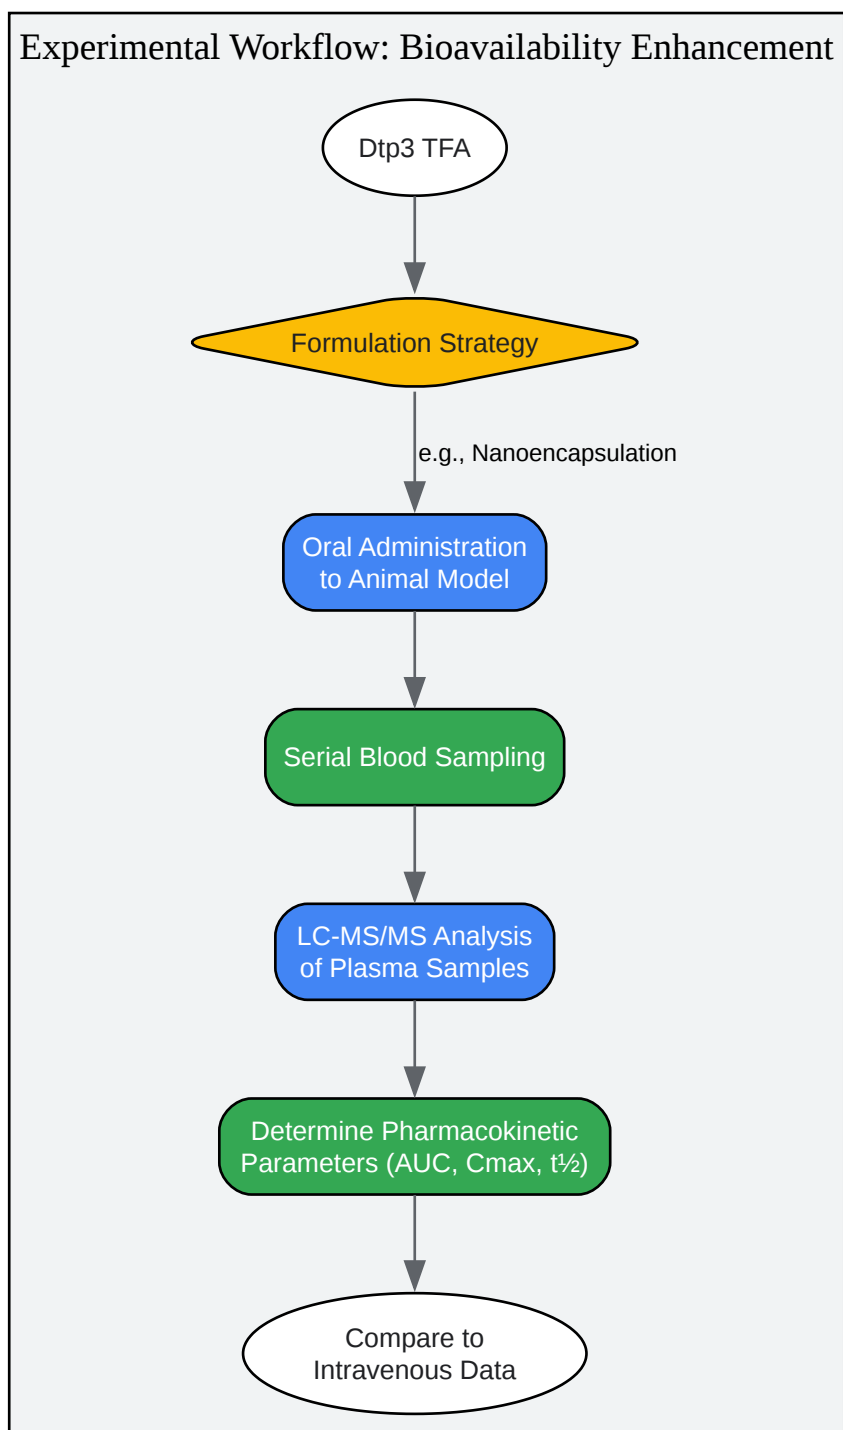 Experimental Workflow: Bioavailability Enhancement
Dtp3 TFA
Formulation Strategy
e.g., Nanoencapsulation
Oral Administration
to Animal Model
Serial Blood Sampling
LC-MS/MS Analysis
of Plasma Samples
Determine Pharmacokinetic
Parameters (AUC, Cmax, t½)
Compare to
Intravenous Data